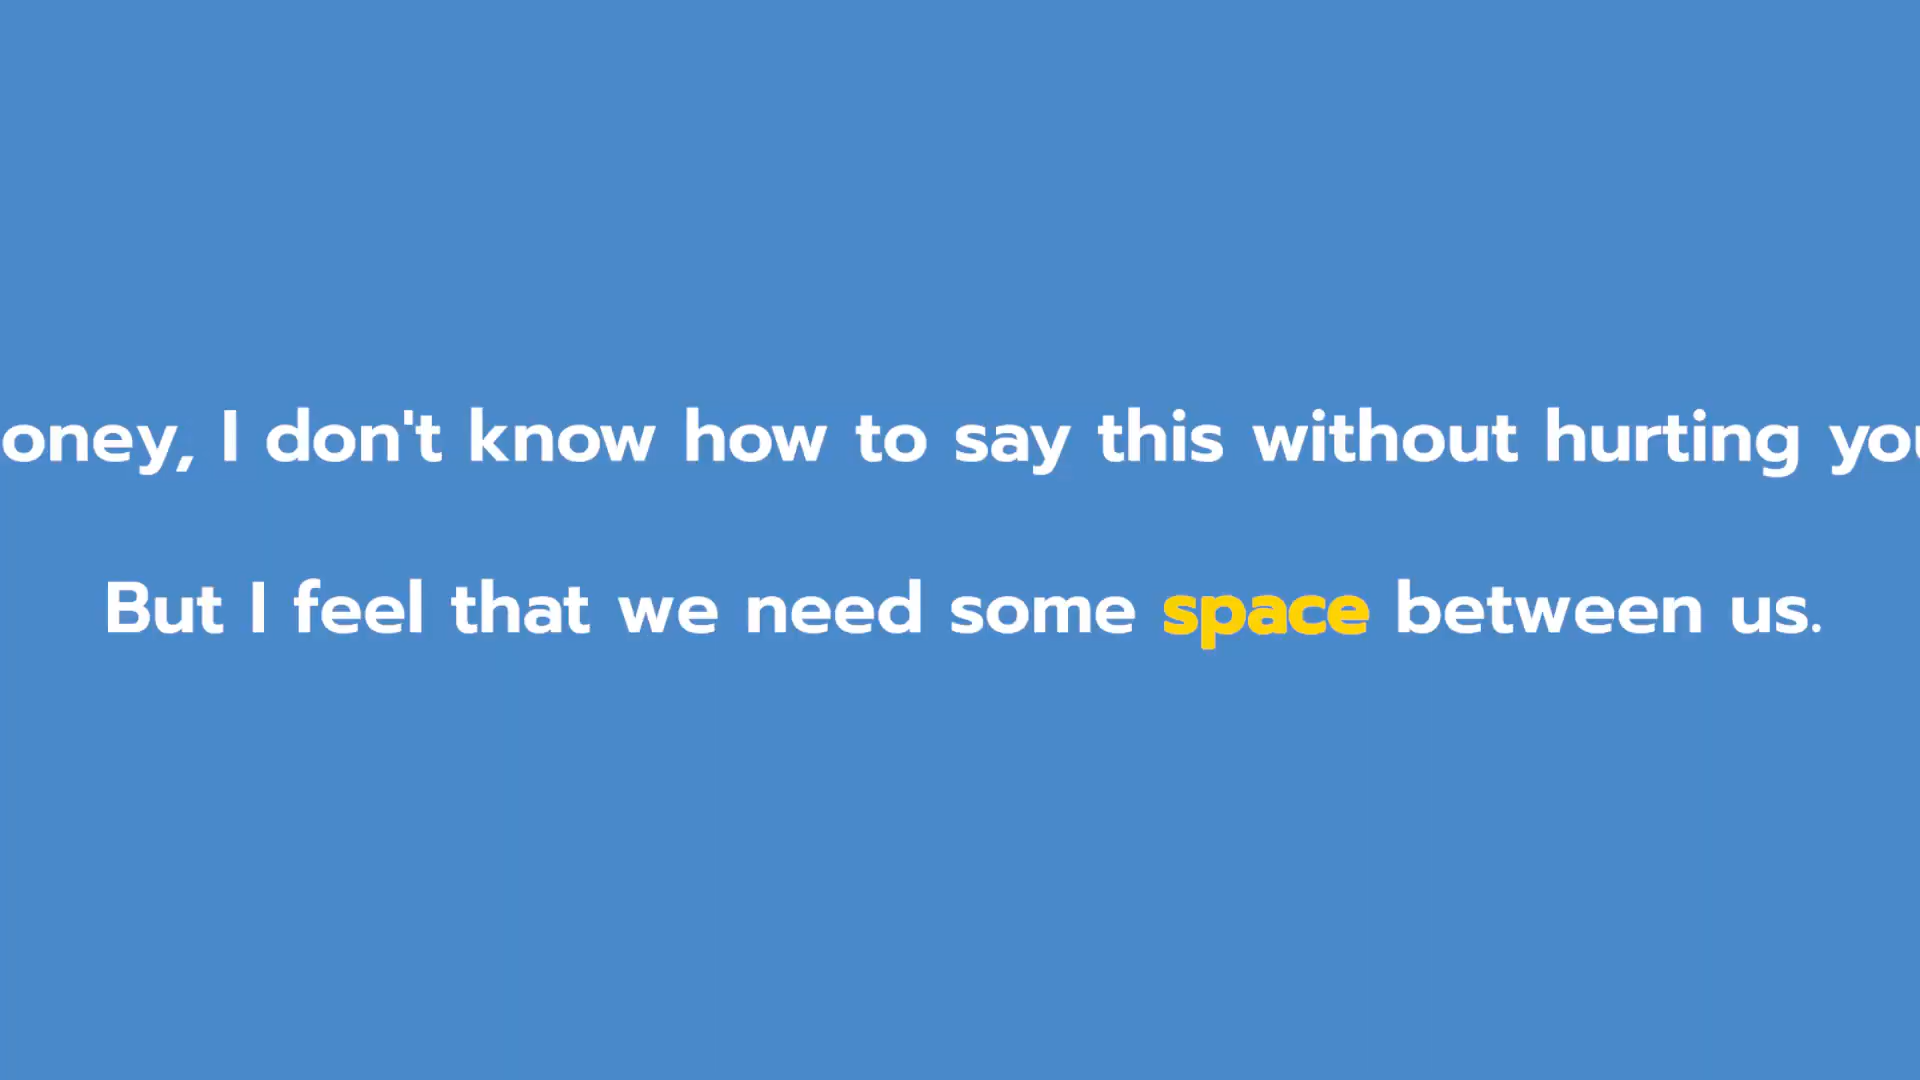 oney, I don't know how to say this without hurting you
But I feel that we need some space between us.